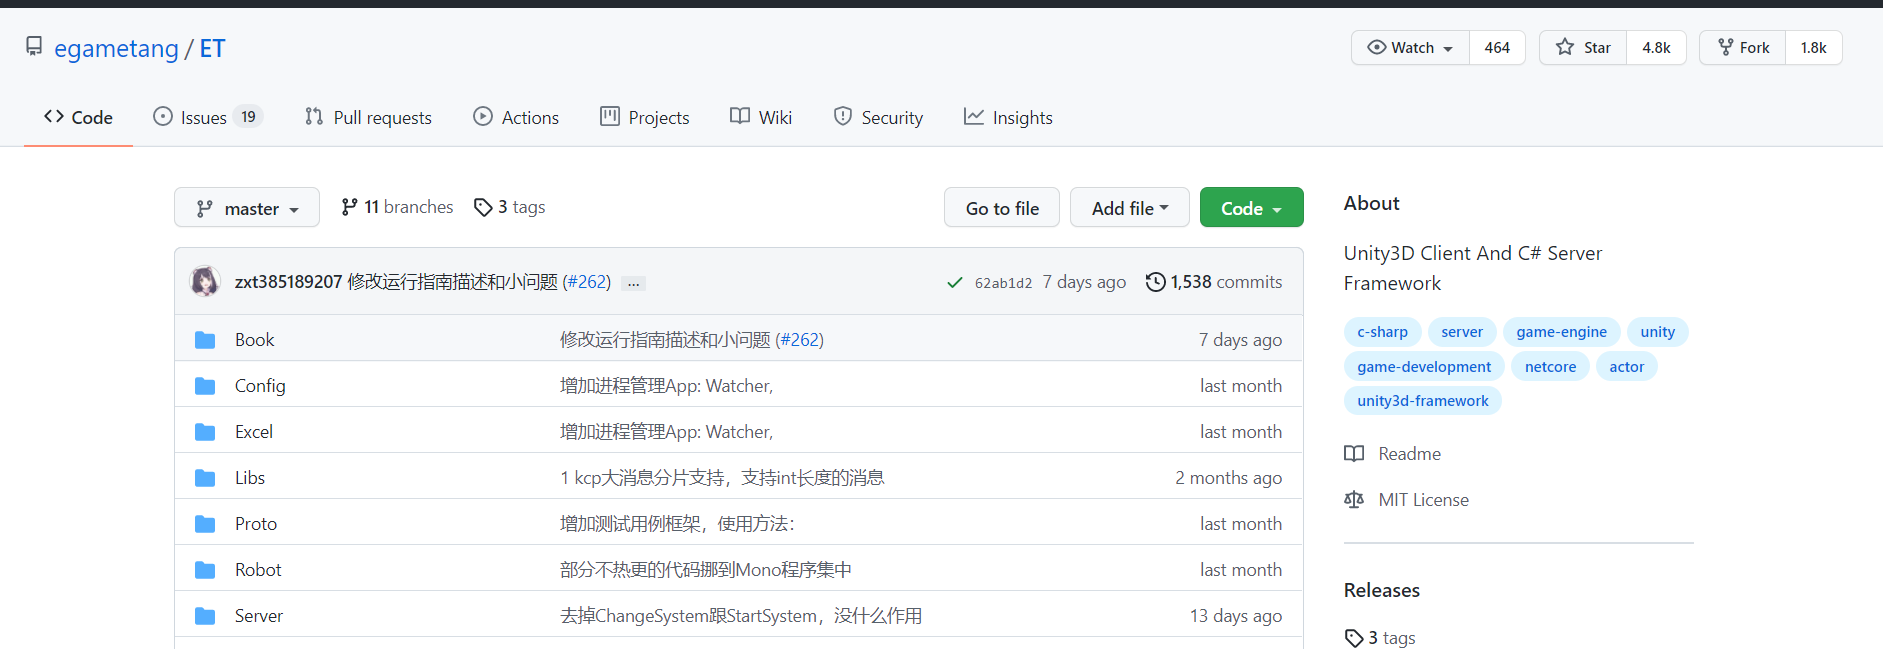 egametang / ET
Watch 464 Star 4.8k Fork 1.8k
Code Issues 19 Pull requests Actions Projects Wiki Security Insights
master 11 branches 3 tags Go to file Add file Code
zxt385189207 修改运行指南描述和小问题 (#262) ... 62ab1d2 7 days ago 1,538 commits
Book 修改运行指南描述和小问题 (#262) 7 days ago
Config 增加进程管理App: Watcher, last month
Excel 增加进程管理App: Watcher, last month
Libs 1 kcp大消息分片支持，支持int长度的消息 2 months ago
Proto 增加测试用例框架，使用方法： last month
Robot 部分不热更的代码挪到Mono程序集中 last month
Server 去掉ChangeSystem跟StartSystem，没什么作用 13 days ago
About
Unity3D Client And C# Server
Framework
c-sharp server game-engine unity
game-development netcore actor
unity3d-framework
Readme
MIT License
Releases
3 tags